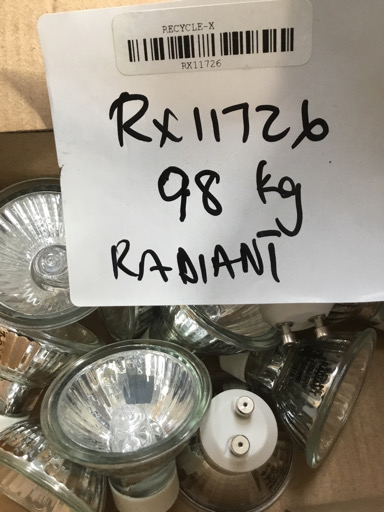 RECYCLE-X
RX11726
Rx11726
98 kg
RADIANT